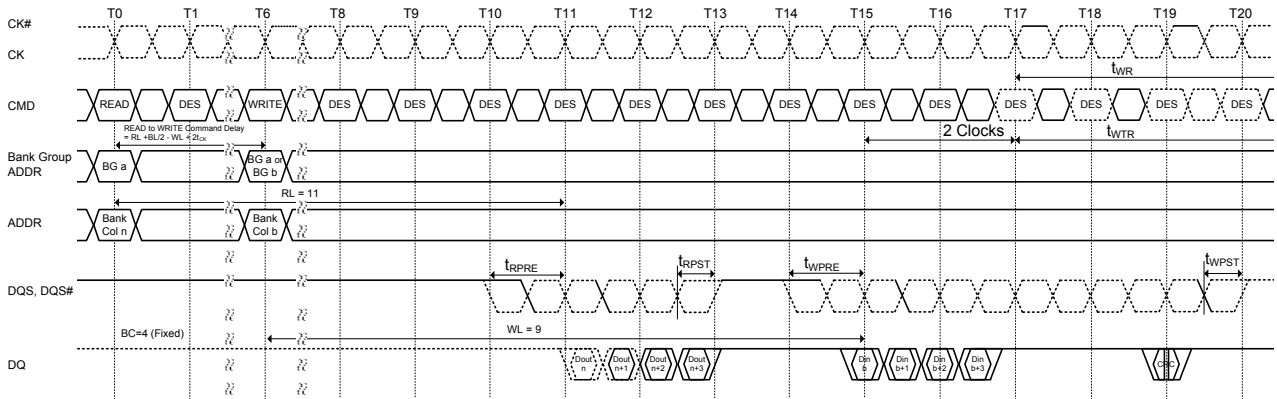 T0 T1 T6 T8 T9 T10 T11 T12 T13 T14 T15 T16 T17 T18 T19 T20
CK#
CK
tWR
CMD READ DES WRITE DES DES DES DES DES DES DES DES DES DES DES DES DES
READ to WRITE Command Delay
= RL +BL/2 - WL + 2tCK
2 Clocks tWTR
Bank Group
ADDR
BG a
BG a or
BG b
RL = 11
ADDR
Bank
Col n
Bank
Col b
tRPRE tRPST tWPRE tWPST
DQS, DQS#
BC=4 (Fixed) WL = 9
DQ
Dout
n
Dout
n+1
Dout
n+2
Dout
n+3
Din
b
Din
b+1
Din
b+2
Din
b+3
CRC